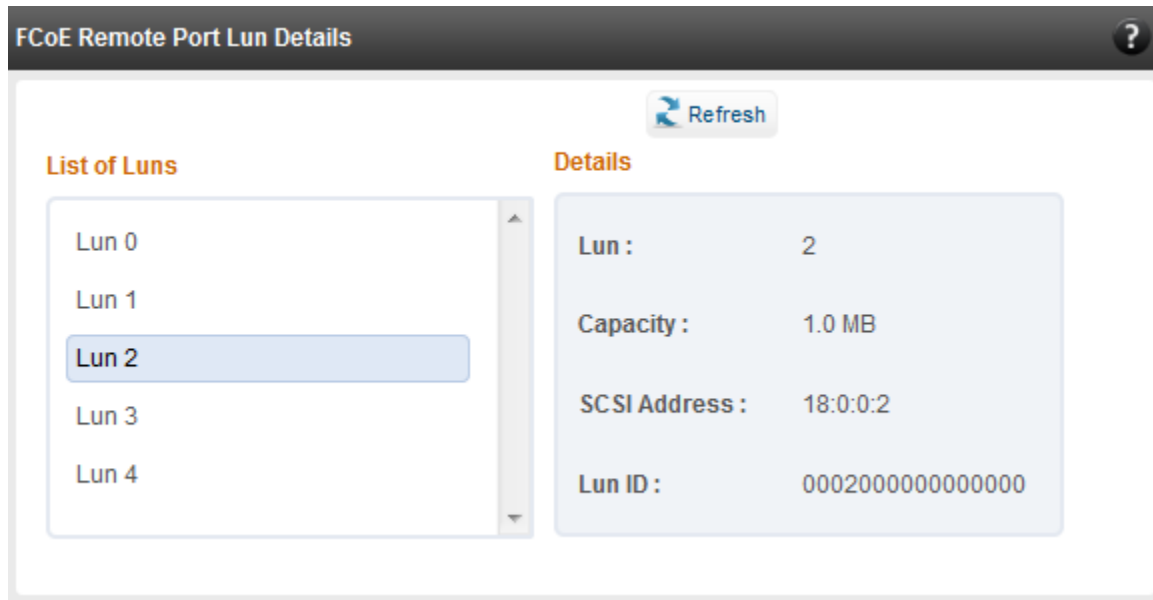 FCoE Remote Port Lun Details
?
Refresh
List of Luns
Lun 0
Lun 1
Lun 2
Lun 3
Lun 4
Details
Lun : 2
Capacity : 1.0 MB
SCSI Address : 18:0:0:2
Lun ID : 0002000000000000